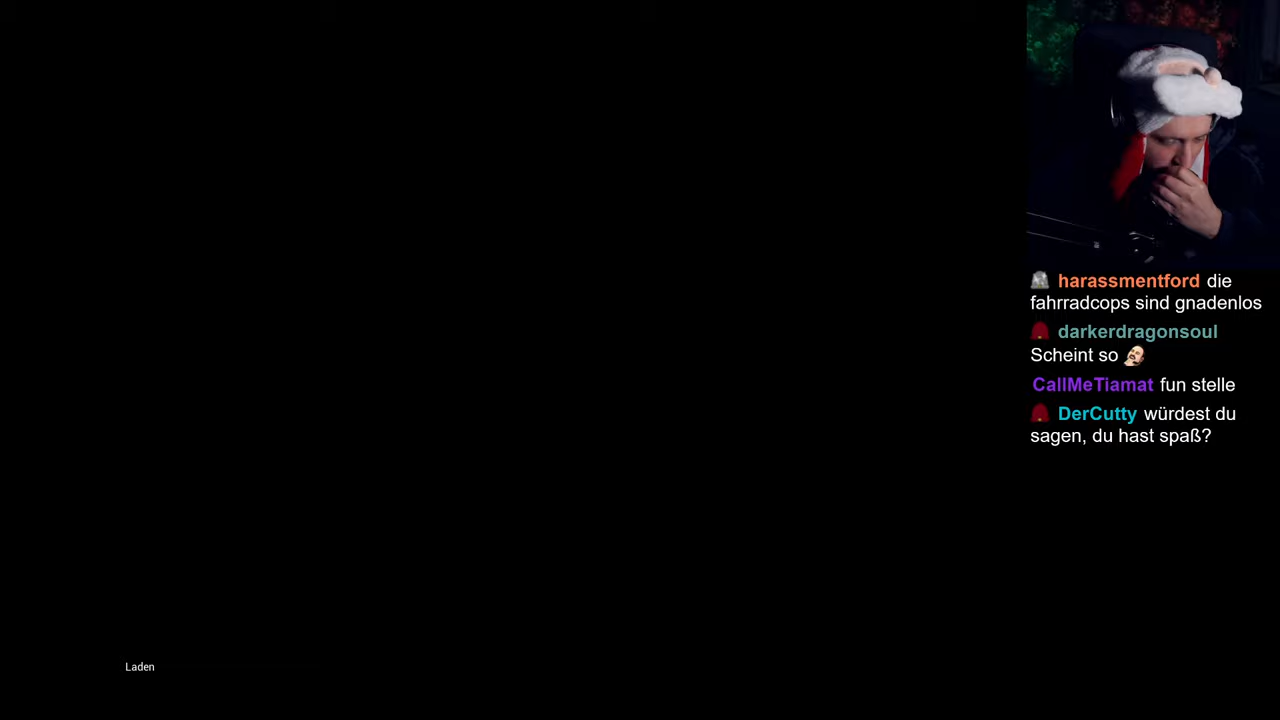 harassmentford die
fahrradcops sind gnadenlos
darkerdragonsoul
Scheint so
CallMeTiamat fun stelle
DerCutty würdest du
sagen, du hast spaß?
Laden